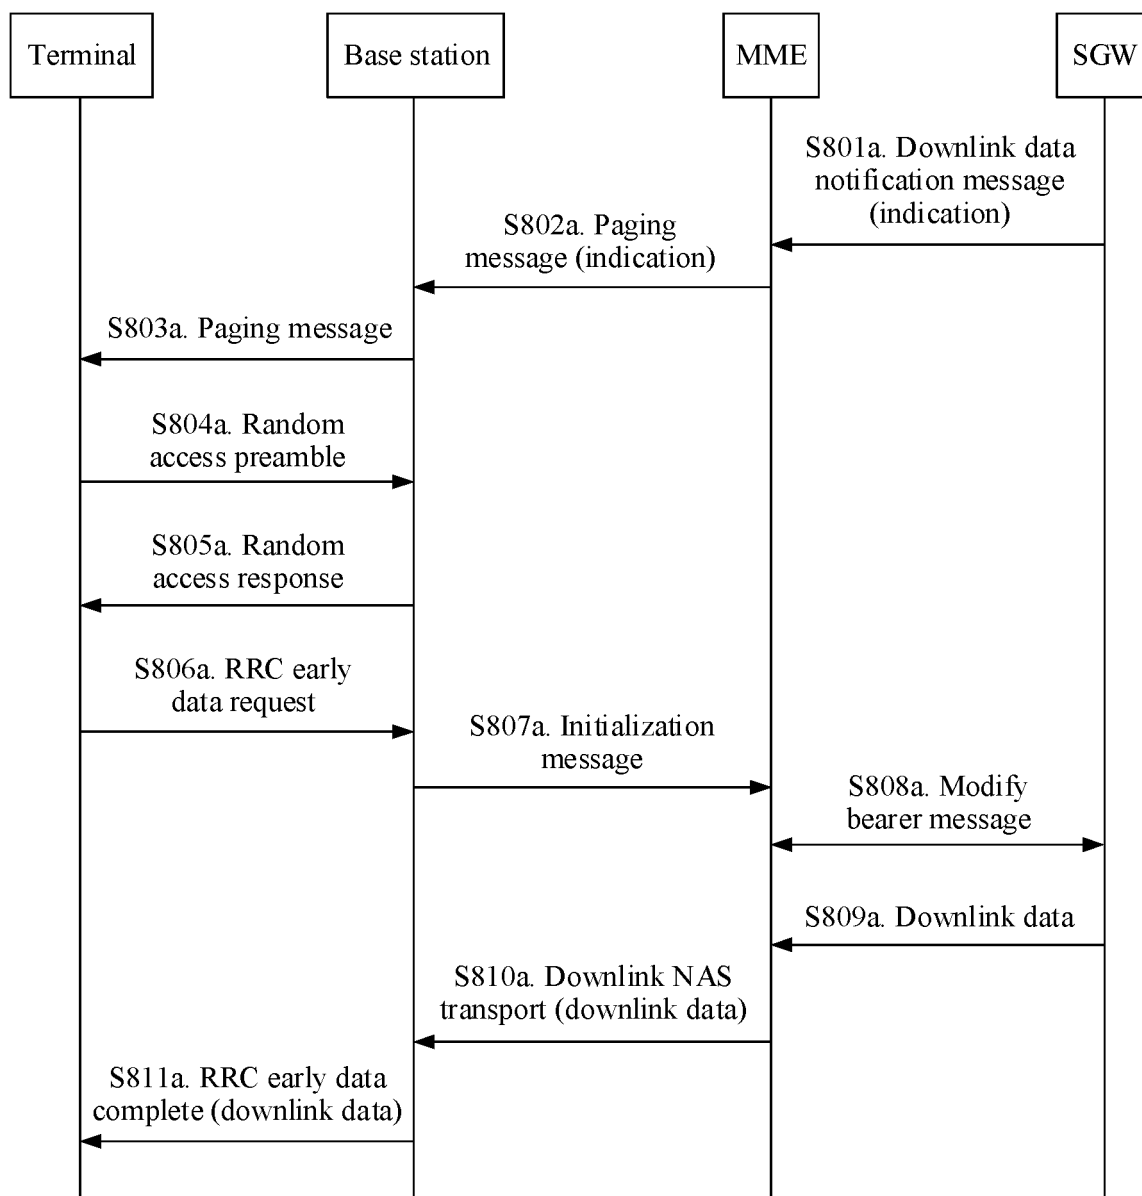 Terminal
Base station
MME
SGW
S801a. Downlink data
notification message
(indication)
S802a. Paging
message (indication)
S803a. Paging message
S804a. Random
access preamble
S805a. Random
access response
S806a. RRC early
data request
S807a. Initialization
message
S808a. Modify
bearer message
S809a. Downlink data
S810a. Downlink NAS
transport (downlink data)
S811a. RRC early data
complete (downlink data)